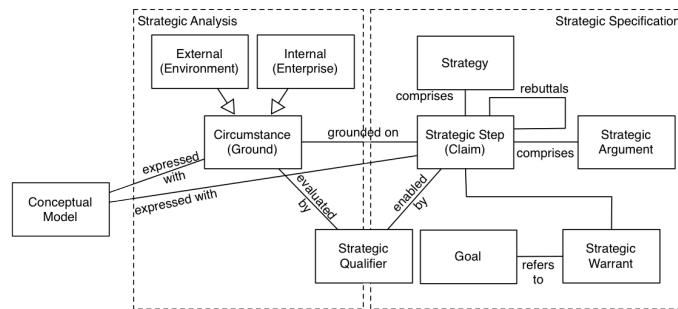 Strategic Analysis
Strategic Specification
External
(Environment)
Internal
(Enterprise)
Strategy
comprises
rebuttals
Circumstance
(Ground)
grounded on
Strategic Step
(Claim)
comprises
Strategic
Argument
expressed
with
expressed with
Conceptual
Model
evaluated
by
enabled
by
Strategic
Qualifier
Goal
refers
to
Strategic
Warrant